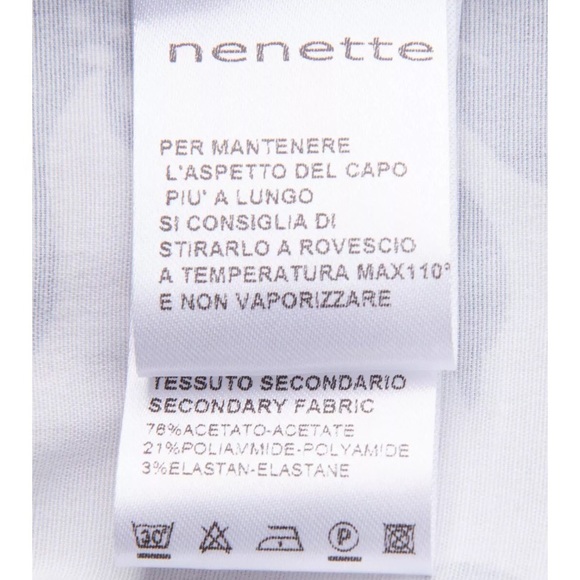 nenette
PER MANTENERE
L'ASPETTO DEL CAPO
PIU' A LUNGO
SI CONSIGLIA DI
STIRARLO A ROVESCIO
A TEMPERATURA MAX110°
E NON VAPORIZZARE
TESSUTO SECONDARIO
SECONDARY FABRIC
76%ACETATO-ACETATE
21%POLIAMMIDE-POLYAMIDE
3%ELASTAN-ELASTANE
30° P